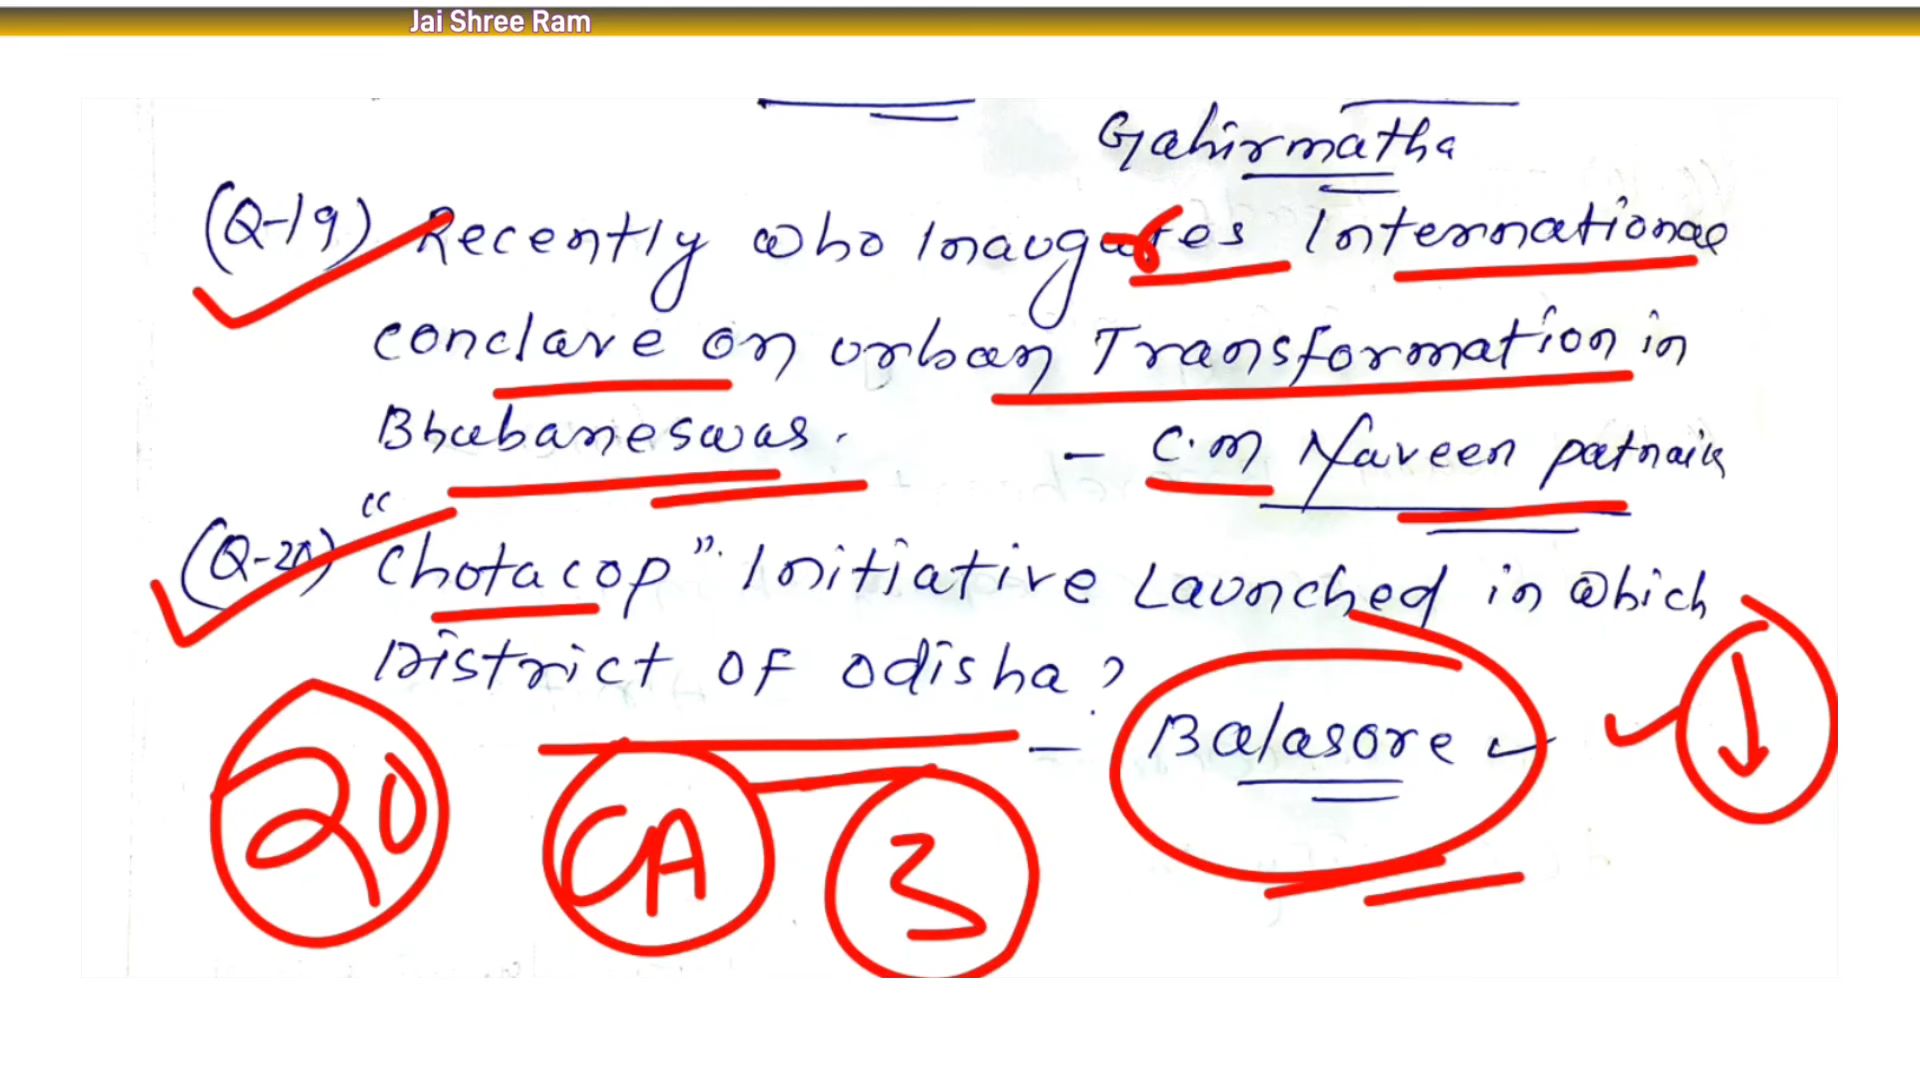 Jai Shree Ram
Gahirmatha
(Q-19) Recently who Inaugares International
conclave on urban Transformation in
Bhubaneswar.
- C.M Naveen patnaik
(Q-20) "Chotacop" Initiative Launched in which
District of odisha?
- Balasore
20 CA 3